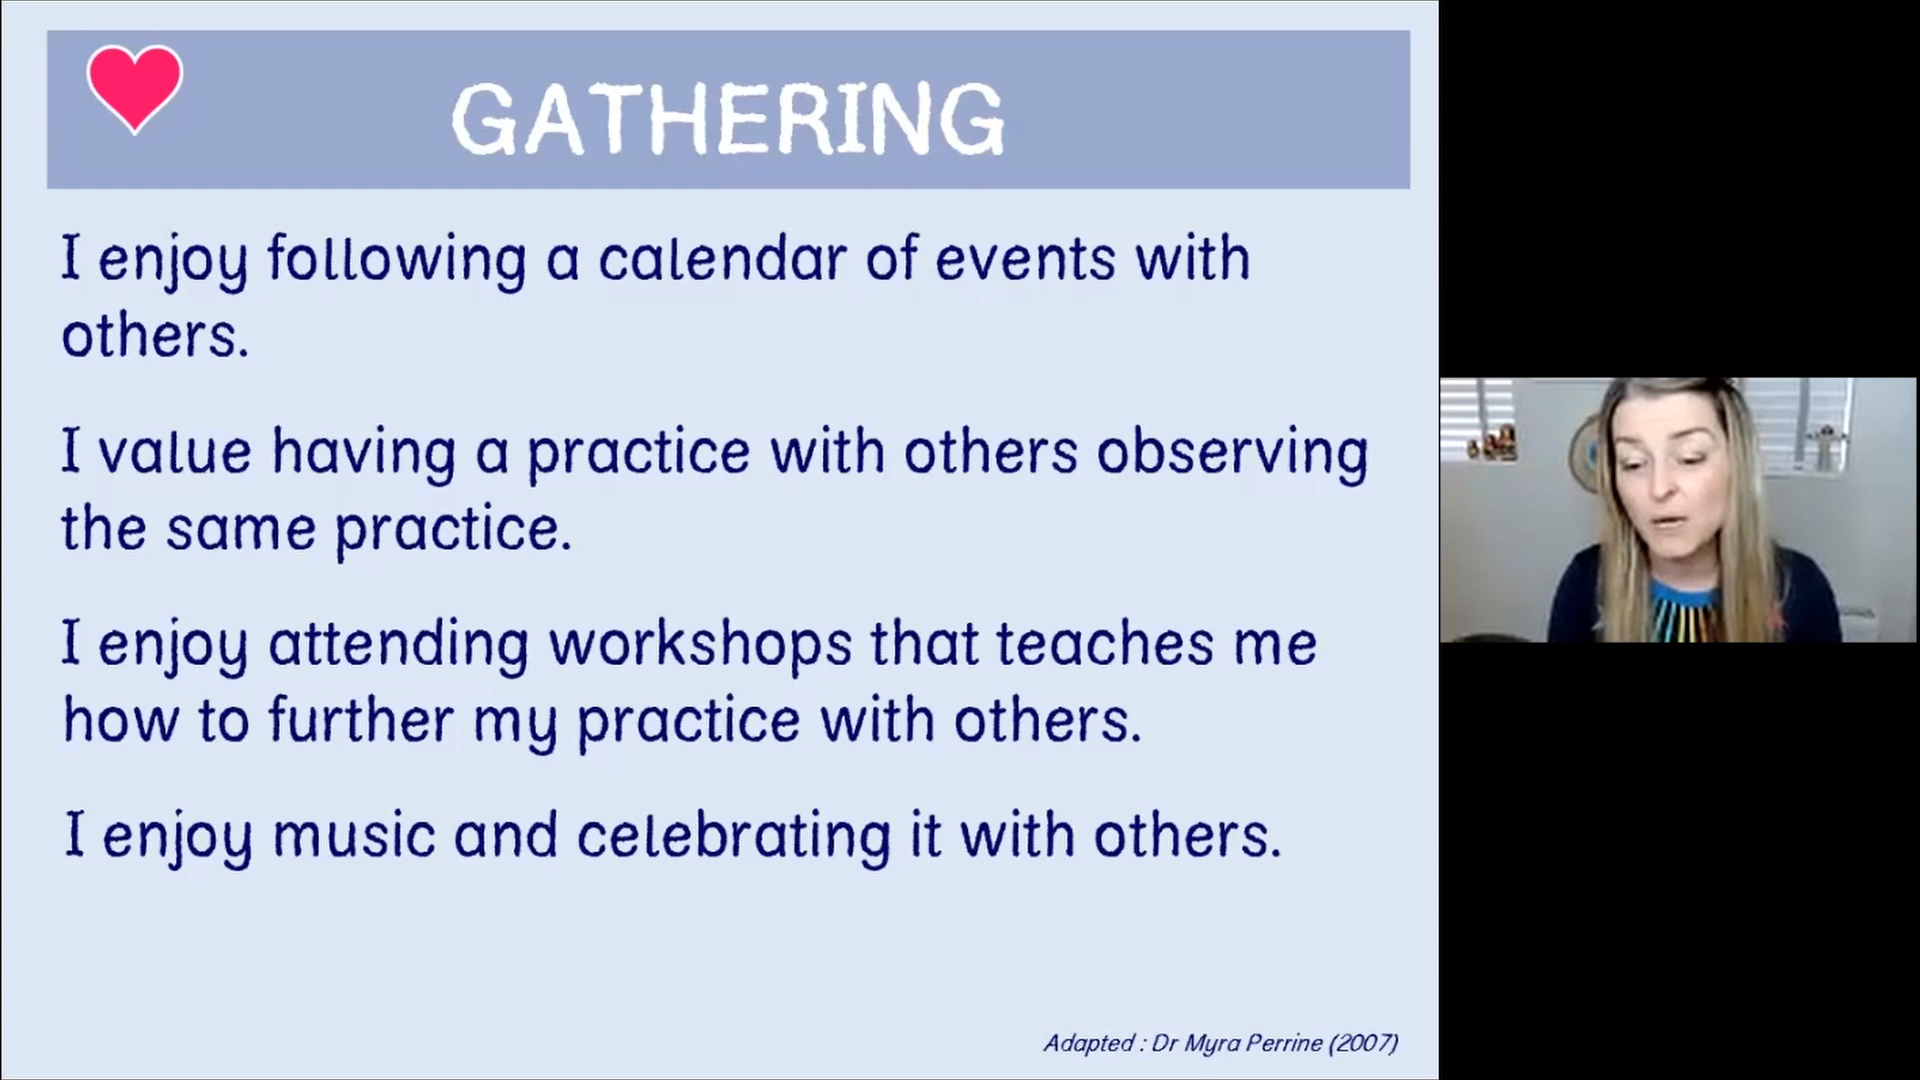 GATHERING
I enjoy following a calendar of events with
others.
I value having a practice with others observing
the same practice.
I enjoy attending workshops that teaches me
how to further my practice with others.
I enjoy music and celebrating it with others.
Adapted : Dr Myra Perrine (2007)